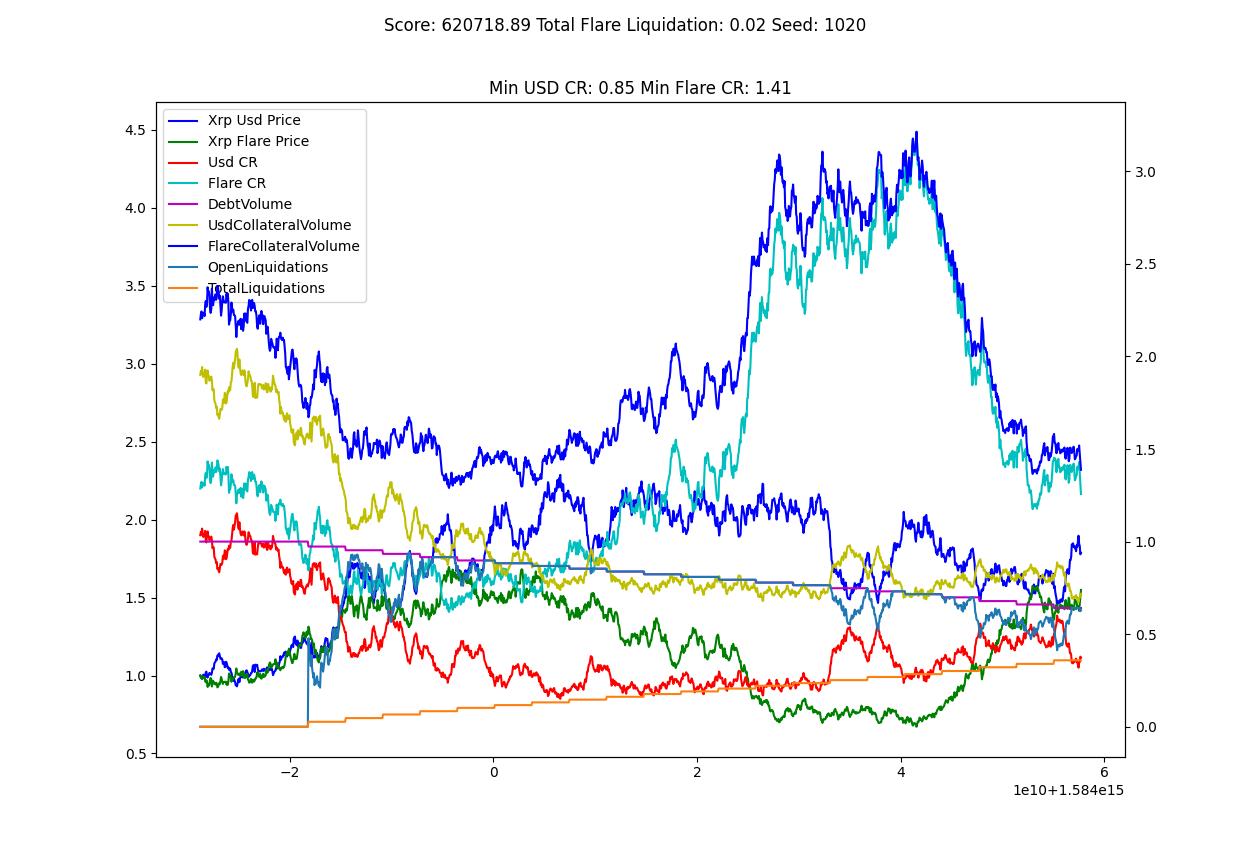 Score: 620718.89 Total Flare Liquidation: 0.02 Seed: 1020
Min USD CR: 0.85 Min Flare CR: 1.41
Xrp Usd Price
Xrp Flare Price
Usd CR
Flare CR
DebtVolume
UsdCollateralVolume
FlareCollateralVolume
OpenLiquidations
TotalLiquidations
4.5
4.0
3.5
3.0
2.5
2.0
1.5
1.0
0.5
3.0
2.5
2.0
1.5
1.0
0.5
0.0
−2 0 2 4 6
1e10+1.584e15